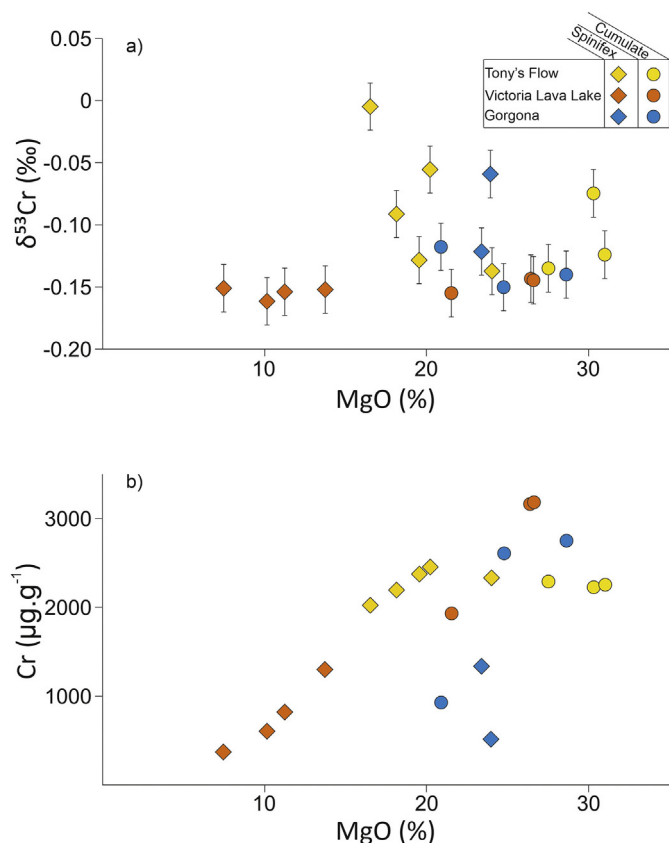 a)
0.05
0
-0.05
-0.10
-0.15
-0.20
δ⁵³Cr (‰)
10
20
30
MgO (%)
Spinifex
Cumulate
Tony's Flow
Victoria Lava Lake
Gorgona
b)
3000
2000
1000
Cr (µg.g⁻¹)
10
20
30
MgO (%)